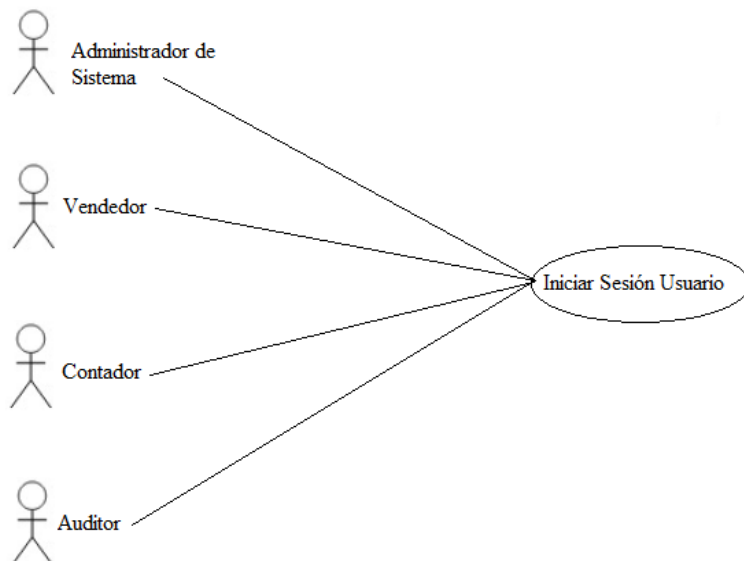 Administrador de
Sistema
Vendedor
Iniciar Sesión Usuario
Contador
Auditor